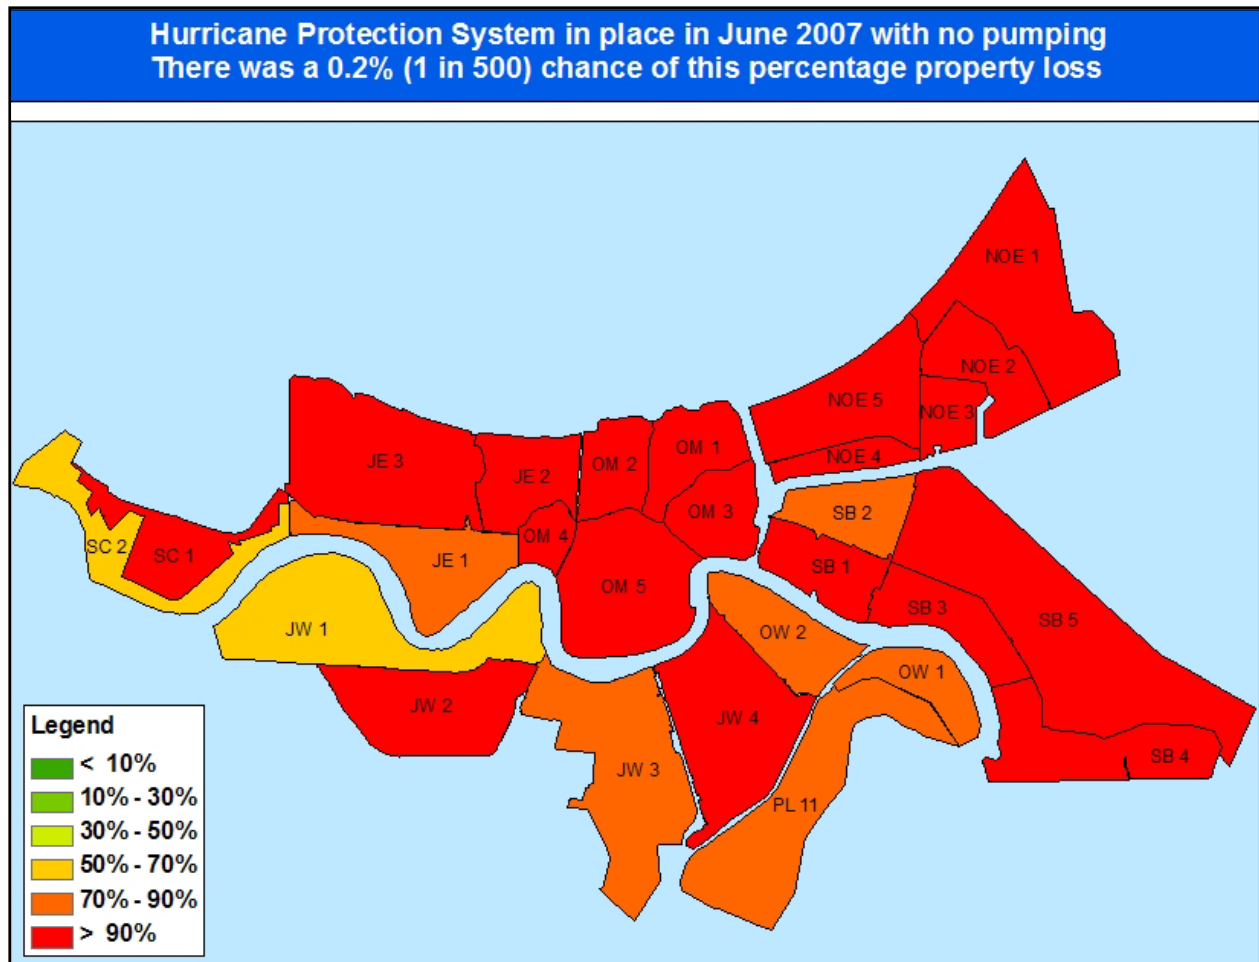 Hurricane Protection System in place in June 2007 with no pumping
There was a 0.2% (1 in 500) chance of this percentage property loss
NOE 1
NOE 2
NOE 5
NOE 3
NOE 4
JE 3
JE 2
OM 2
OM 1
OM 3
OM 4
SB 2
SC 2
SC 1
JE 1
OM 5
SB 1
SB 3
SB 5
JW 1
OW 2
OW 1
JW 2
JW 4
JW 3
SB 4
PL 11
Legend
< 10%
10% - 30%
30% - 50%
50% - 70%
70% - 90%
> 90%